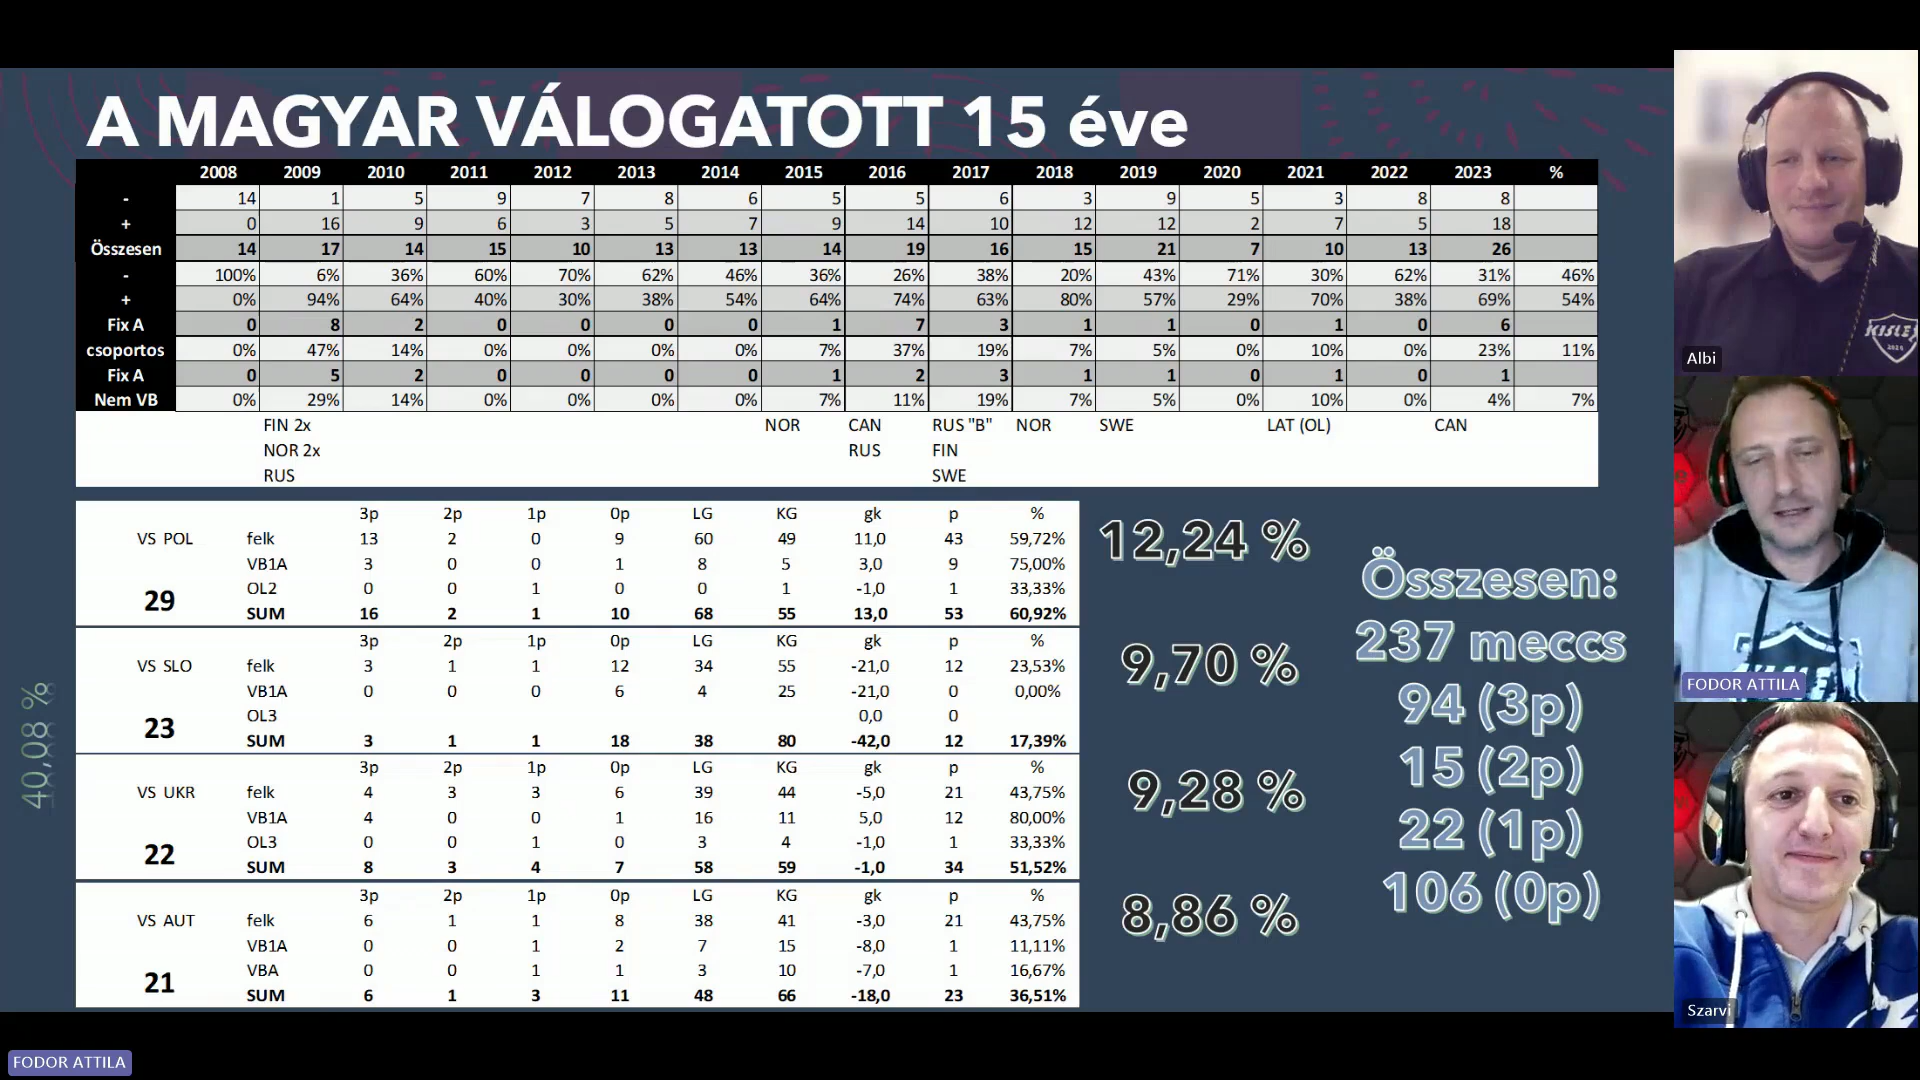 A MAGYAR VÁLOGATOTT 15 éve
2008 2009 2010 2011 2012 2013 2014 2015 2016 2017 2018 2019 2020 2021 2022 2023 %
- 14 1 5 9 7 8 6 5 5 6 3 9 5 3 8 8
+ 0 16 9 6 3 5 7 9 14 10 12 12 2 7 5 18
Összesen 14 17 14 15 10 13 13 14 19 16 15 21 7 10 13 26
- 100% 6% 36% 60% 70% 62% 46% 36% 26% 38% 20% 43% 71% 30% 62% 31% 46%
+ 0% 94% 64% 40% 30% 38% 54% 64% 74% 63% 80% 57% 29% 70% 38% 69% 54%
Fix A 0 8 2 0 0 0 0 1 7 3 1 1 0 1 0 6
csoportos 0% 47% 14% 0% 0% 0% 0% 7% 37% 19% 7% 5% 0% 10% 0% 23% 11%
Fix A 0 5 2 0 0 0 0 1 2 3 1 1 0 1 0 1
Nem VB 0% 29% 14% 0% 0% 0% 0% 7% 11% 19% 7% 5% 0% 10% 0% 4% 7%
FIN 2x NOR CAN RUS "B" NOR SWE LAT (OL) CAN
NOR 2x RUS FIN
RUS SWE
3p 2p 1p 0p LG KG gk p %
VS POL felk 13 2 0 9 60 49 11,0 43 59,72%
VB1A 3 0 0 1 8 5 3,0 9 75,00%
OL2 0 0 1 0 0 1 -1,0 1 33,33%
29 SUM 16 2 1 10 68 55 13,0 53 60,92%
3p 2p 1p 0p LG KG gk p %
VS SLO felk 3 1 1 12 34 55 -21,0 12 23,53%
VB1A 0 0 0 6 4 25 -21,0 0 0,00%
OL3 0,0 0
23 SUM 3 1 1 18 38 80 -42,0 12 17,39%
3p 2p 1p 0p LG KG gk p %
VS UKR felk 4 3 3 6 39 44 -5,0 21 43,75%
VB1A 4 0 0 1 16 11 5,0 12 80,00%
OL3 0 0 1 0 3 4 -1,0 1 33,33%
22 SUM 8 3 4 7 58 59 -1,0 34 51,52%
3p 2p 1p 0p LG KG gk p %
VS AUT felk 6 1 1 8 38 41 -3,0 21 43,75%
VB1A 0 0 1 2 7 15 -8,0 1 11,11%
VBA 0 0 1 1 3 10 -7,0 1 16,67%
21 SUM 6 1 3 11 48 66 -18,0 23 36,51%
40,08 %
12,24 %
9,70 %
9,28 %
8,86 %
Összesen:
237 meccs
94 (3p)
15 (2p)
22 (1p)
106 (0p)
Albi
FODOR ATTILA
Szarvi
FODOR ATTILA